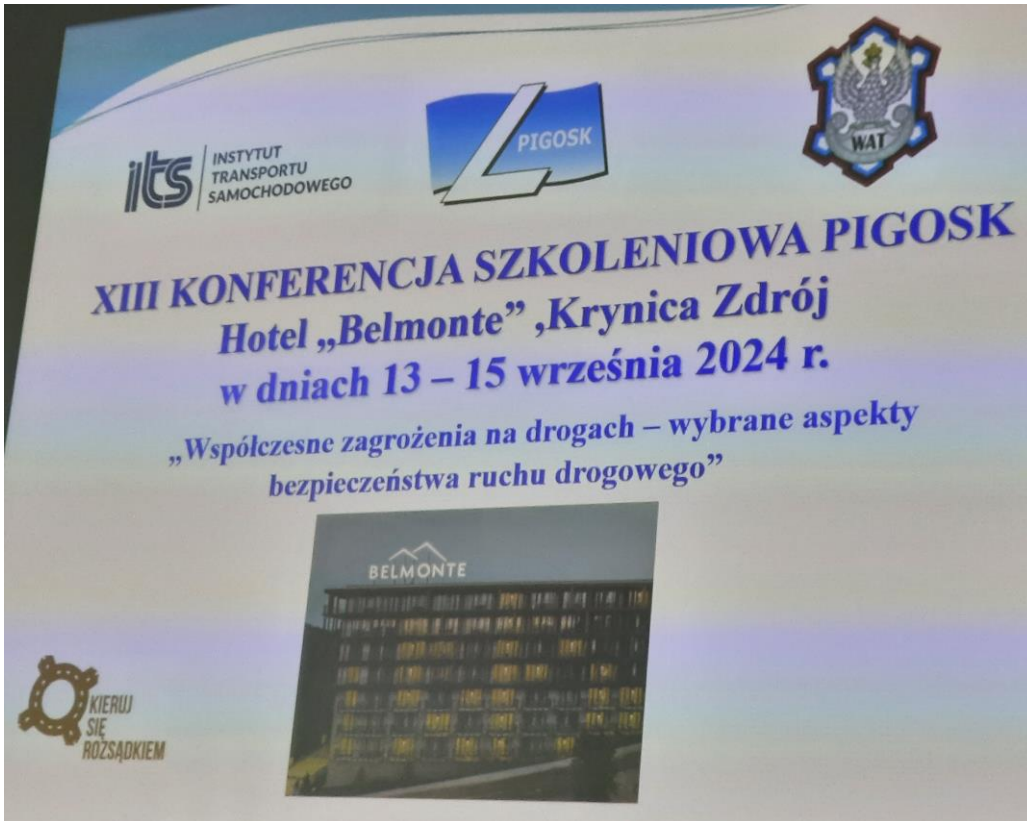 its
INSTYTUT
TRANSPORTU
SAMOCHODOWEGO
L PIGOSK
WAT
XIII KONFERENCJA SZKOLENIOWA PIGOSK
Hotel „Belmonte” ,Krynica Zdrój
w dniach 13 – 15 września 2024 r.
„Współczesne zagrożenia na drogach – wybrane aspekty
bezpieczeństwa ruchu drogowego”
BELMONTE
KIERUJ
SIĘ
ROZSĄDKIEM